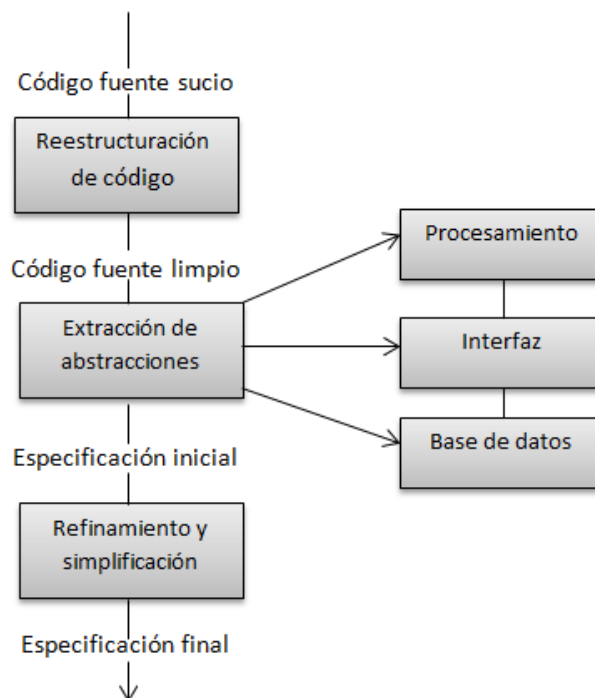 Código fuente sucio
Reestructuración
de código
Código fuente limpio
Extracción de
abstracciones
Especificación inicial
Refinamiento y
simplificación
Especificación final
Procesamiento
Interfaz
Base de datos